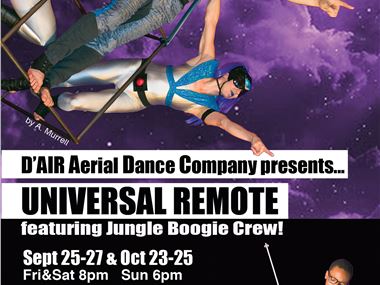 by A. Murrell
D'AIR Aerial Dance Company presents...
UNIVERSAL REMOTE
featuring Jungle Boogie Crew!
Sept 25-27 & Oct 23-25
Fri&Sat 8pm Sun 6pm